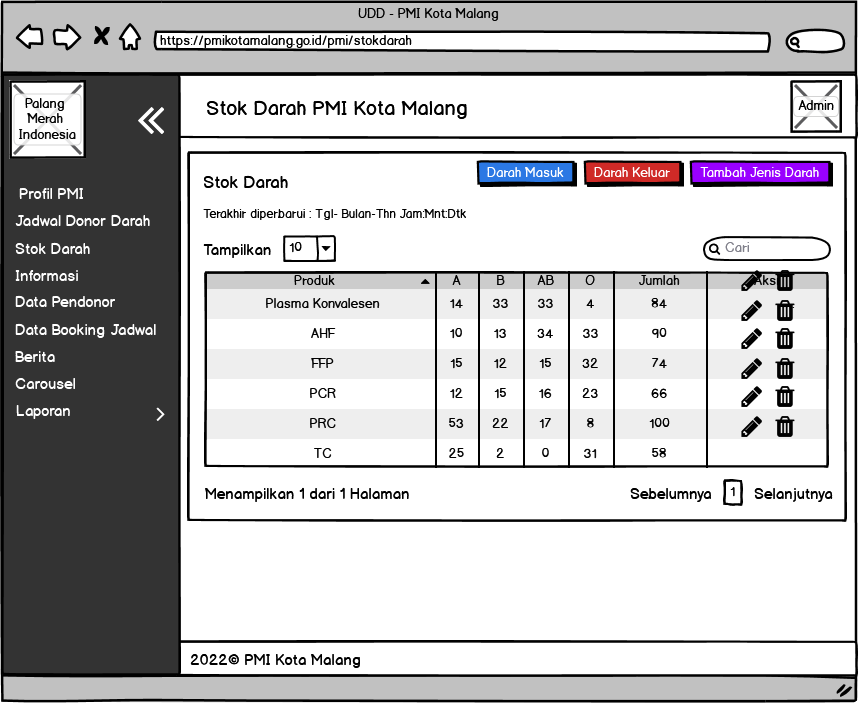 UDD - PMI Kota Malang
https://pmikotamalang.go.id/pmi/stokdarah
Palang
Merah
Indonesia
Stok Darah PMI Kota Malang
Admin
Profil PMI
Jadwal Donor Darah
Stok Darah
Informasi
Data Pendonor
Data Booking Jadwal
Berita
Carousel
Laporan
Stok Darah
Darah Masuk
Darah Keluar
Tambah Jenis Darah
Terakhir diperbarui : Tgl- Bulan-Thn Jam:Mnt:Dtk
Tampilkan 10
Cari
Produk A B AB O Jumlah
Plasma Konvalesen 14 33 33 4 84
AHF 10 13 34 33 90
FFP 15 12 15 32 74
PCR 12 15 16 23 66
PRC 53 22 17 8 100
TC 25 2 0 31 58
Menampilkan 1 dari 1 Halaman
Sebelumnya 1 Selanjutnya
2022© PMI Kota Malang